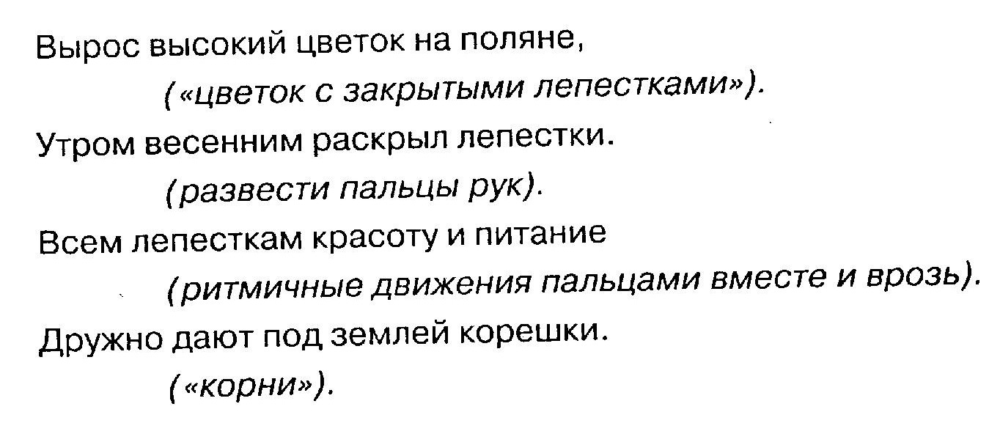 Вырос высокий цветок на поляне,
(«цветок с закрытыми лепестками»).
Утром весенним раскрыл лепестки.
(развести пальцы рук).
Всем лепесткам красоту и питание
(ритмичные движения пальцами вместе и врозь).
Дружно дают под землей корешки.
(«корни»).